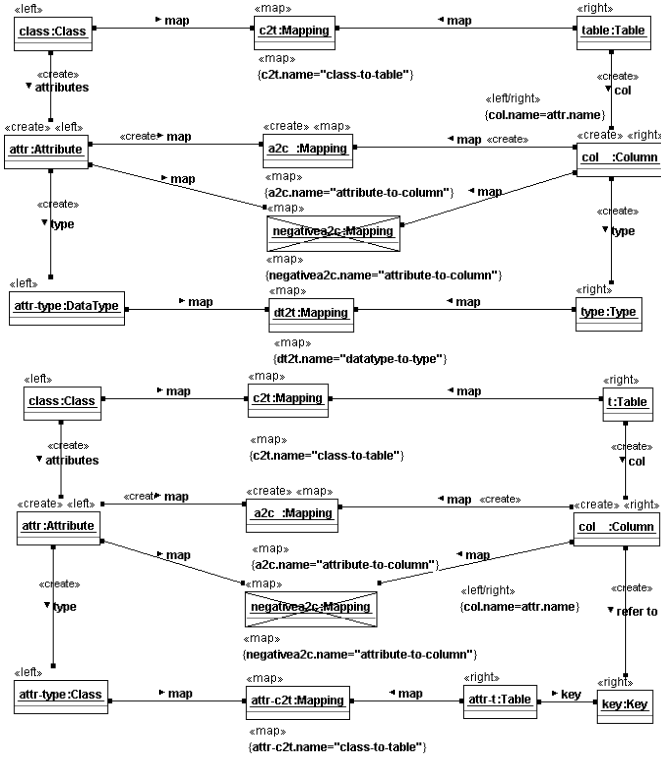 «left»
«map»
«right»
class:Class
▶ map
c2t:Mapping
◀ map
table:Table
«map»
{c2t.name="class-to-table"}
«create»
▼ attributes
«create»
▼ col
«left/right»
{col.name=attr.name}
«create» «left»
«create» map
«create» «map»
map «create»
«create» «right»
attr:Attribute
a2c :Mapping
col :Column
▶ map
«map»
{a2c.name="attribute-to-column"}
◀ map
«map»
negativea2c:Mapping
«create»
▼ type
«create»
▼ type
«map»
{negativea2c.name="attribute-to-column"}
«left»
«map»
«right»
attr-type:DataType
▶ map
dt2t:Mapping
◀ map
type:Type
«map»
{dt2t.name="datatype-to-type"}
«left»
«map»
«right»
class:Class
▶ map
c2t:Mapping
◀ map
t:Table
«map»
{c2t.name="class-to-table"}
«create»
▼ attributes
«create»
▼ col
«create» «left»
«create» map
«create» «map»
◀ map «create»
«create» «right»
attr:Attribute
a2c :Mapping
col :Column
▶ map
«map»
{a2c.name="attribute-to-column"}
◀ map
«create»
▼ type
«map»
negativea2c:Mapping
«left/right»
{col.name=attr.name}
«create»
▼ refer to
«map»
{negativea2c.name="attribute-to-column"}
«left»
«map»
«right»
«right»
attr-type:Class
▶ map
attr-c2t:Mapping
◀ map
attr-t:Table
▶ key
key:Key
«map»
{attr-c2t.name="class-to-table"}